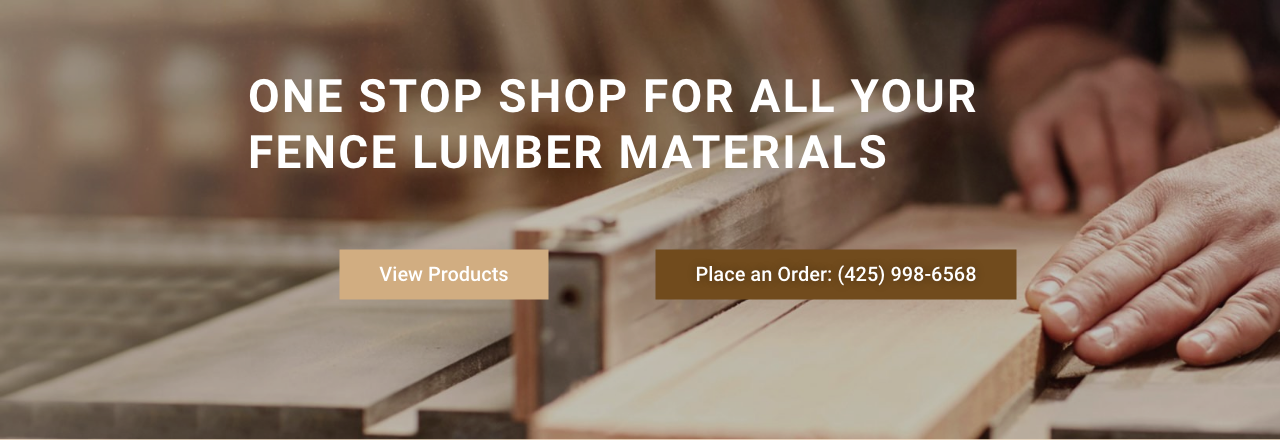 ONE STOP SHOP FOR ALL YOUR
FENCE LUMBER MATERIALS
View Products
Place an Order: (425) 998-6568